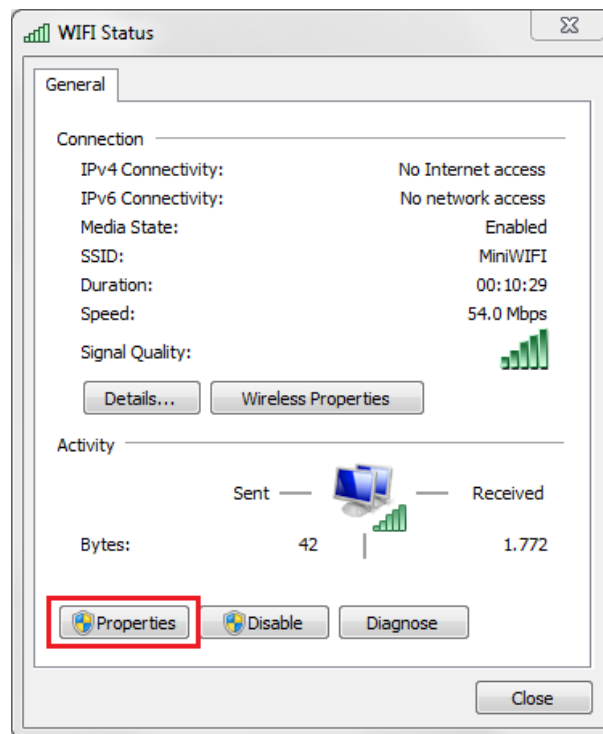 WIFI Status
General
Connection
IPv4 Connectivity: No Internet access
IPv6 Connectivity: No network access
Media State: Enabled
SSID: MiniWIFI
Duration: 00:10:29
Speed: 54.0 Mbps
Signal Quality:
Details... Wireless Properties
Activity
Sent Received
Bytes: 42 1.772
Properties Disable Diagnose
Close